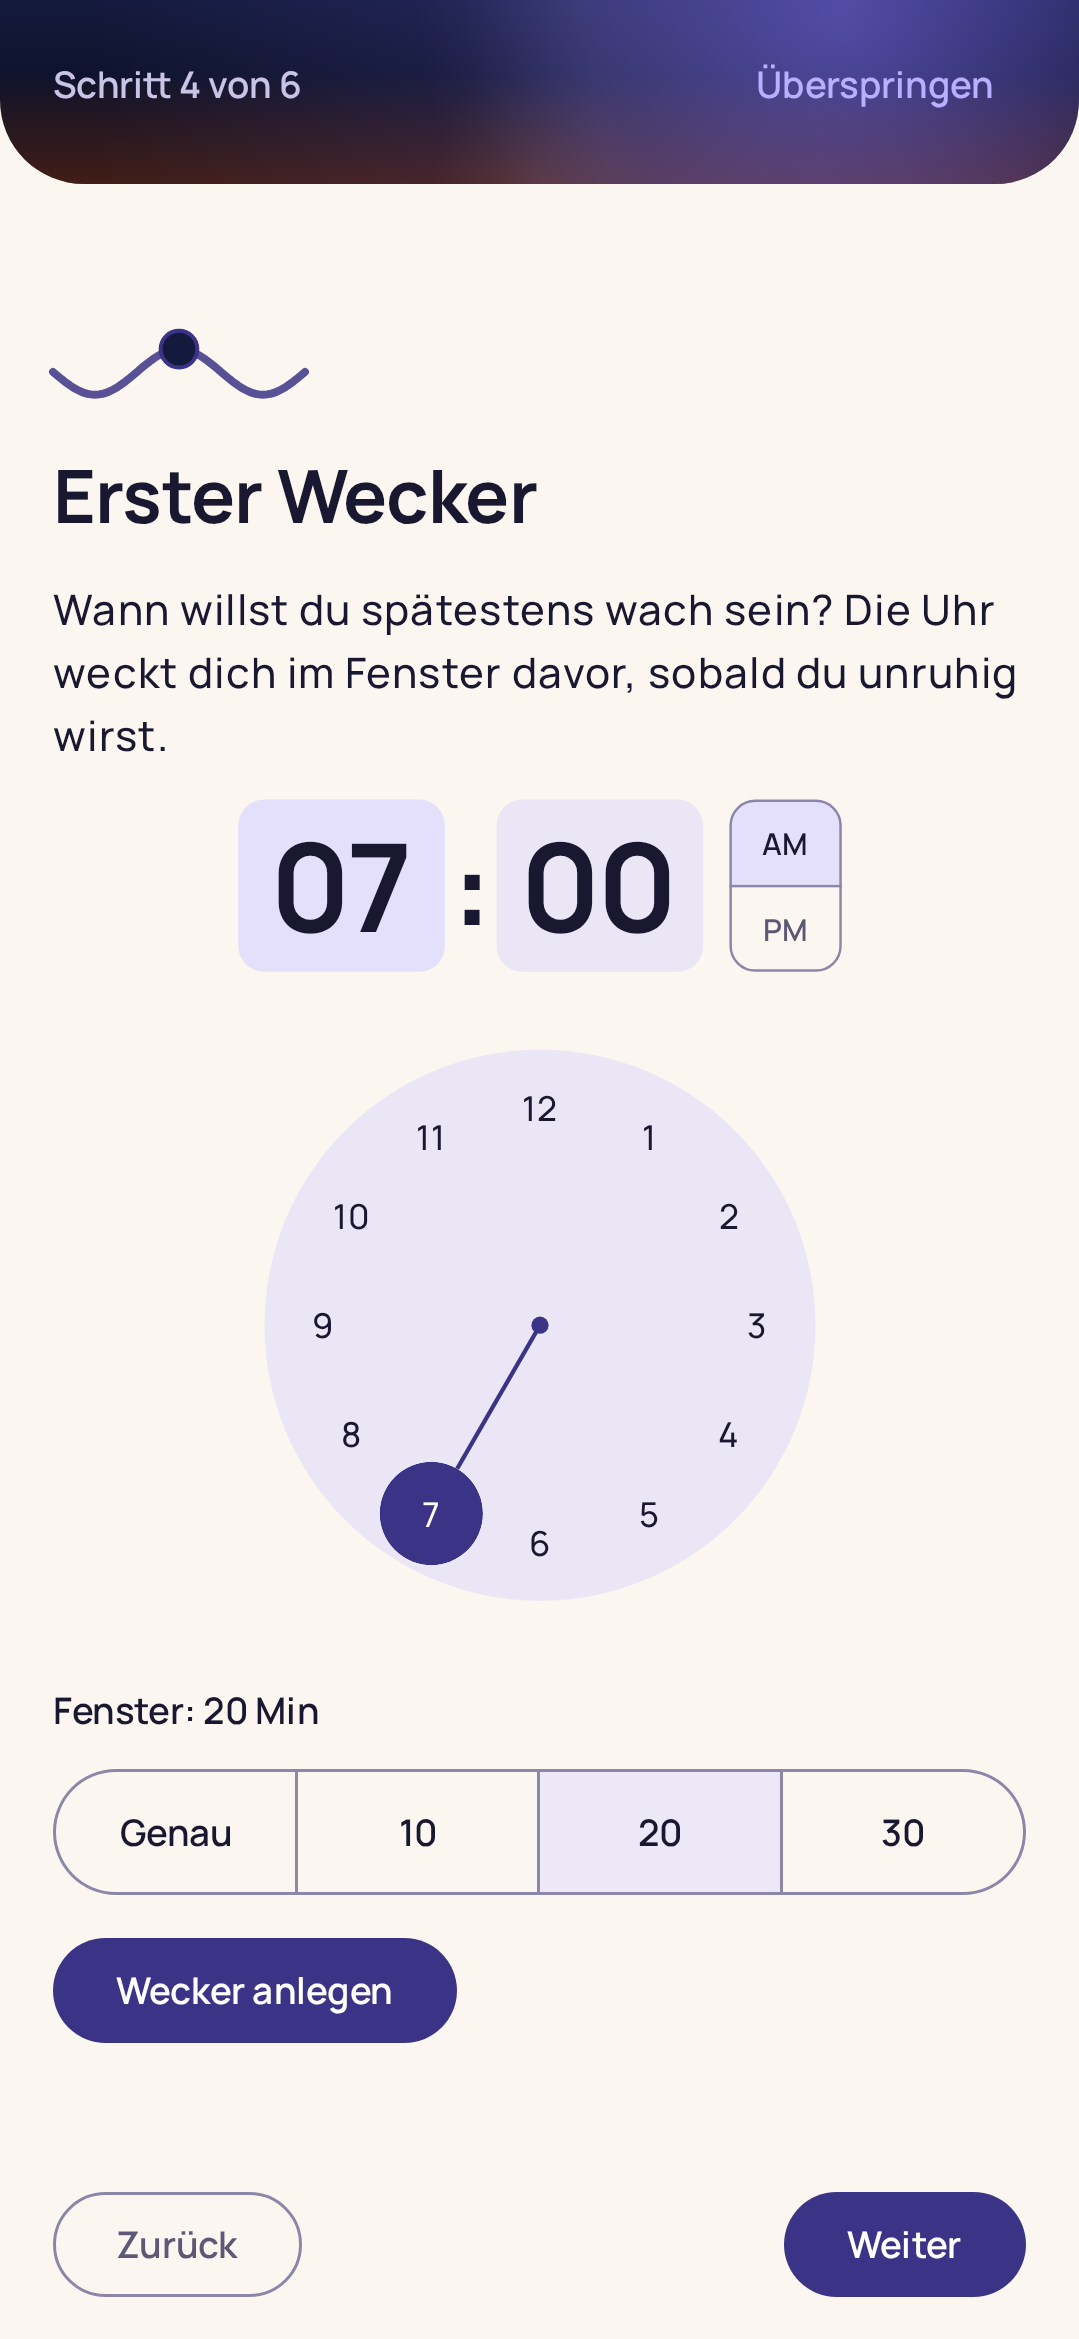 Schritt 4 von 6
Überspringen
Erster Wecker
Wann willst du spätestens wach sein? Die Uhr
weckt dich im Fenster davor, sobald du unruhig
wirst.
07:00
AM
PM
12
1
2
3
4
5
6
7
8
9
10
11
Fenster: 20 Min
Genau
10
20
30
Wecker anlegen
Zurück
Weiter